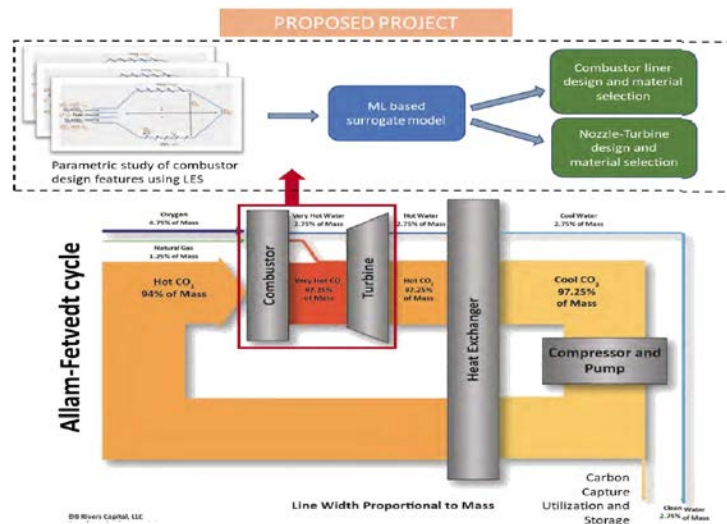 PROPOSED PROJECT
Parametric study of combustor
design features using LES
ML based
surrogate model
Combustor liner
design and material
selection
Nozzle-Turbine
design and
material selection
Allam-Fetvedt cycle
Oxygen
4.75% of Mass
Natural Gas
1.25% of Mass
Hot CO2
94% of Mass
Combustor
Very Hot Water
2.75% of Mass
Very Hot CO
97.25%
of Mass
Turbine
Hot Water
2.75% of Mass
Hot CO2
97.25%
of Mass
Heat Exchanger
Cool Water
2.75% of Mass
Cool CO2
97.25%
of Mass
Compressor and
Pump
Carbon
Capture
Utilization and
Storage
Clean Water
2.75% of Mass
Line Width Proportional to Mass
8 Rivers Capital, LLC